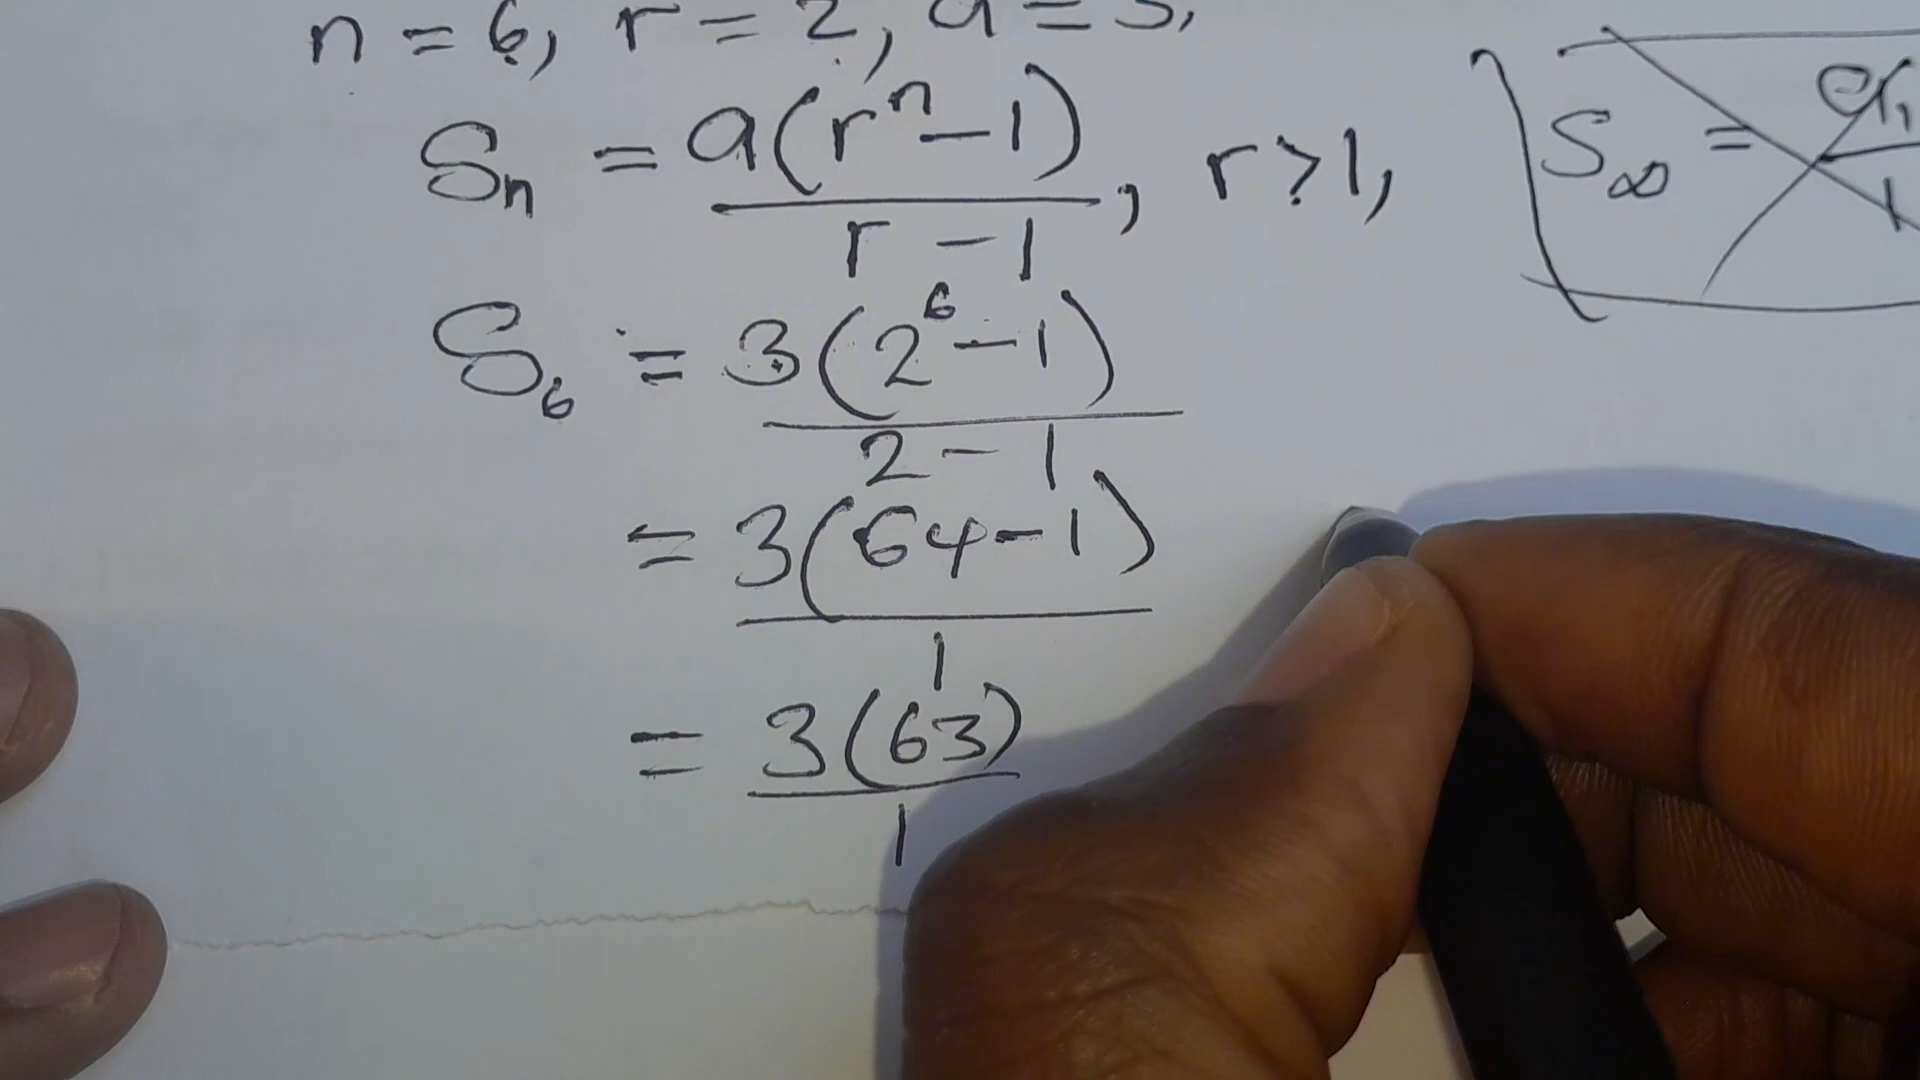 n = 6, r = 2, a = 3,
Sn = a(r^n - 1) / r - 1, r > 1,
S∞ =
S6 = 3(2^6 - 1) / 2 - 1
= 3(64 - 1) / 1
= 3(63) / 1